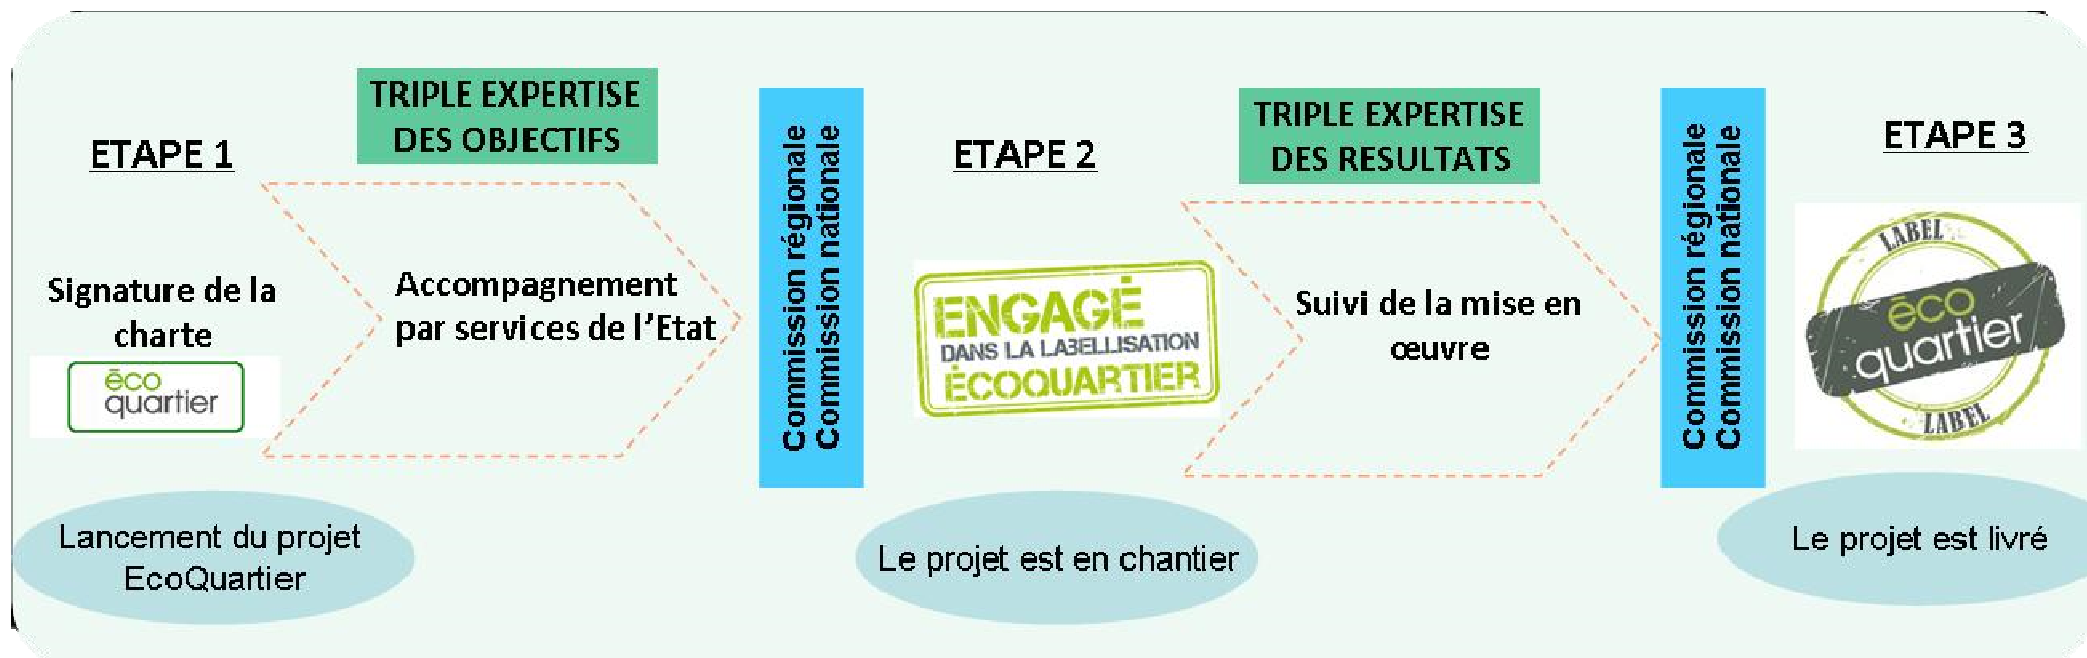 ETAPE 1
Signature de la
charte
éco
quartier
Lancement du projet
EcoQuartier
TRIPLE EXPERTISE
DES OBJECTIFS
Accompagnement
par services de l'Etat
Commission régionale
Commission nationale
ETAPE 2
ENGAGÉ
DANS LA LABELLISATION
ÉCOQUARTIER
Le projet est en chantier
TRIPLE EXPERTISE
DES RESULTATS
Suivi de la mise en
œuvre
Commission régionale
Commission nationale
ETAPE 3
LABEL
éco
quartier
LABEL
Le projet est livré